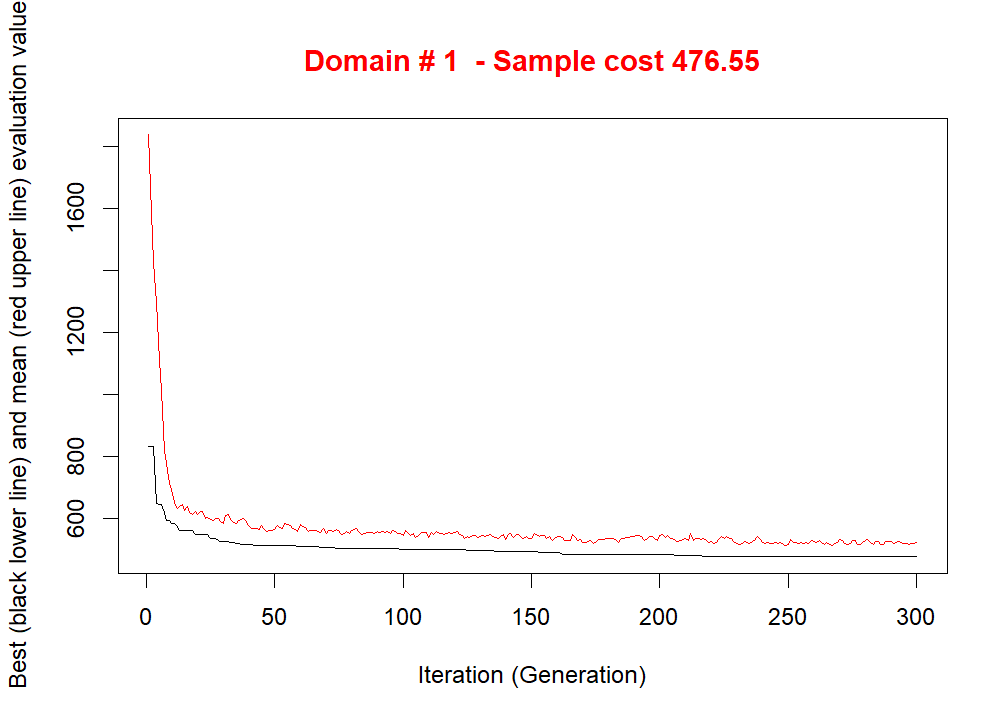 Domain # 1  - Sample cost 476.55
Best (black lower line) and mean (red upper line) evaluation value
1600
1200
800
600
0 50 100 150 200 250 300
Iteration (Generation)